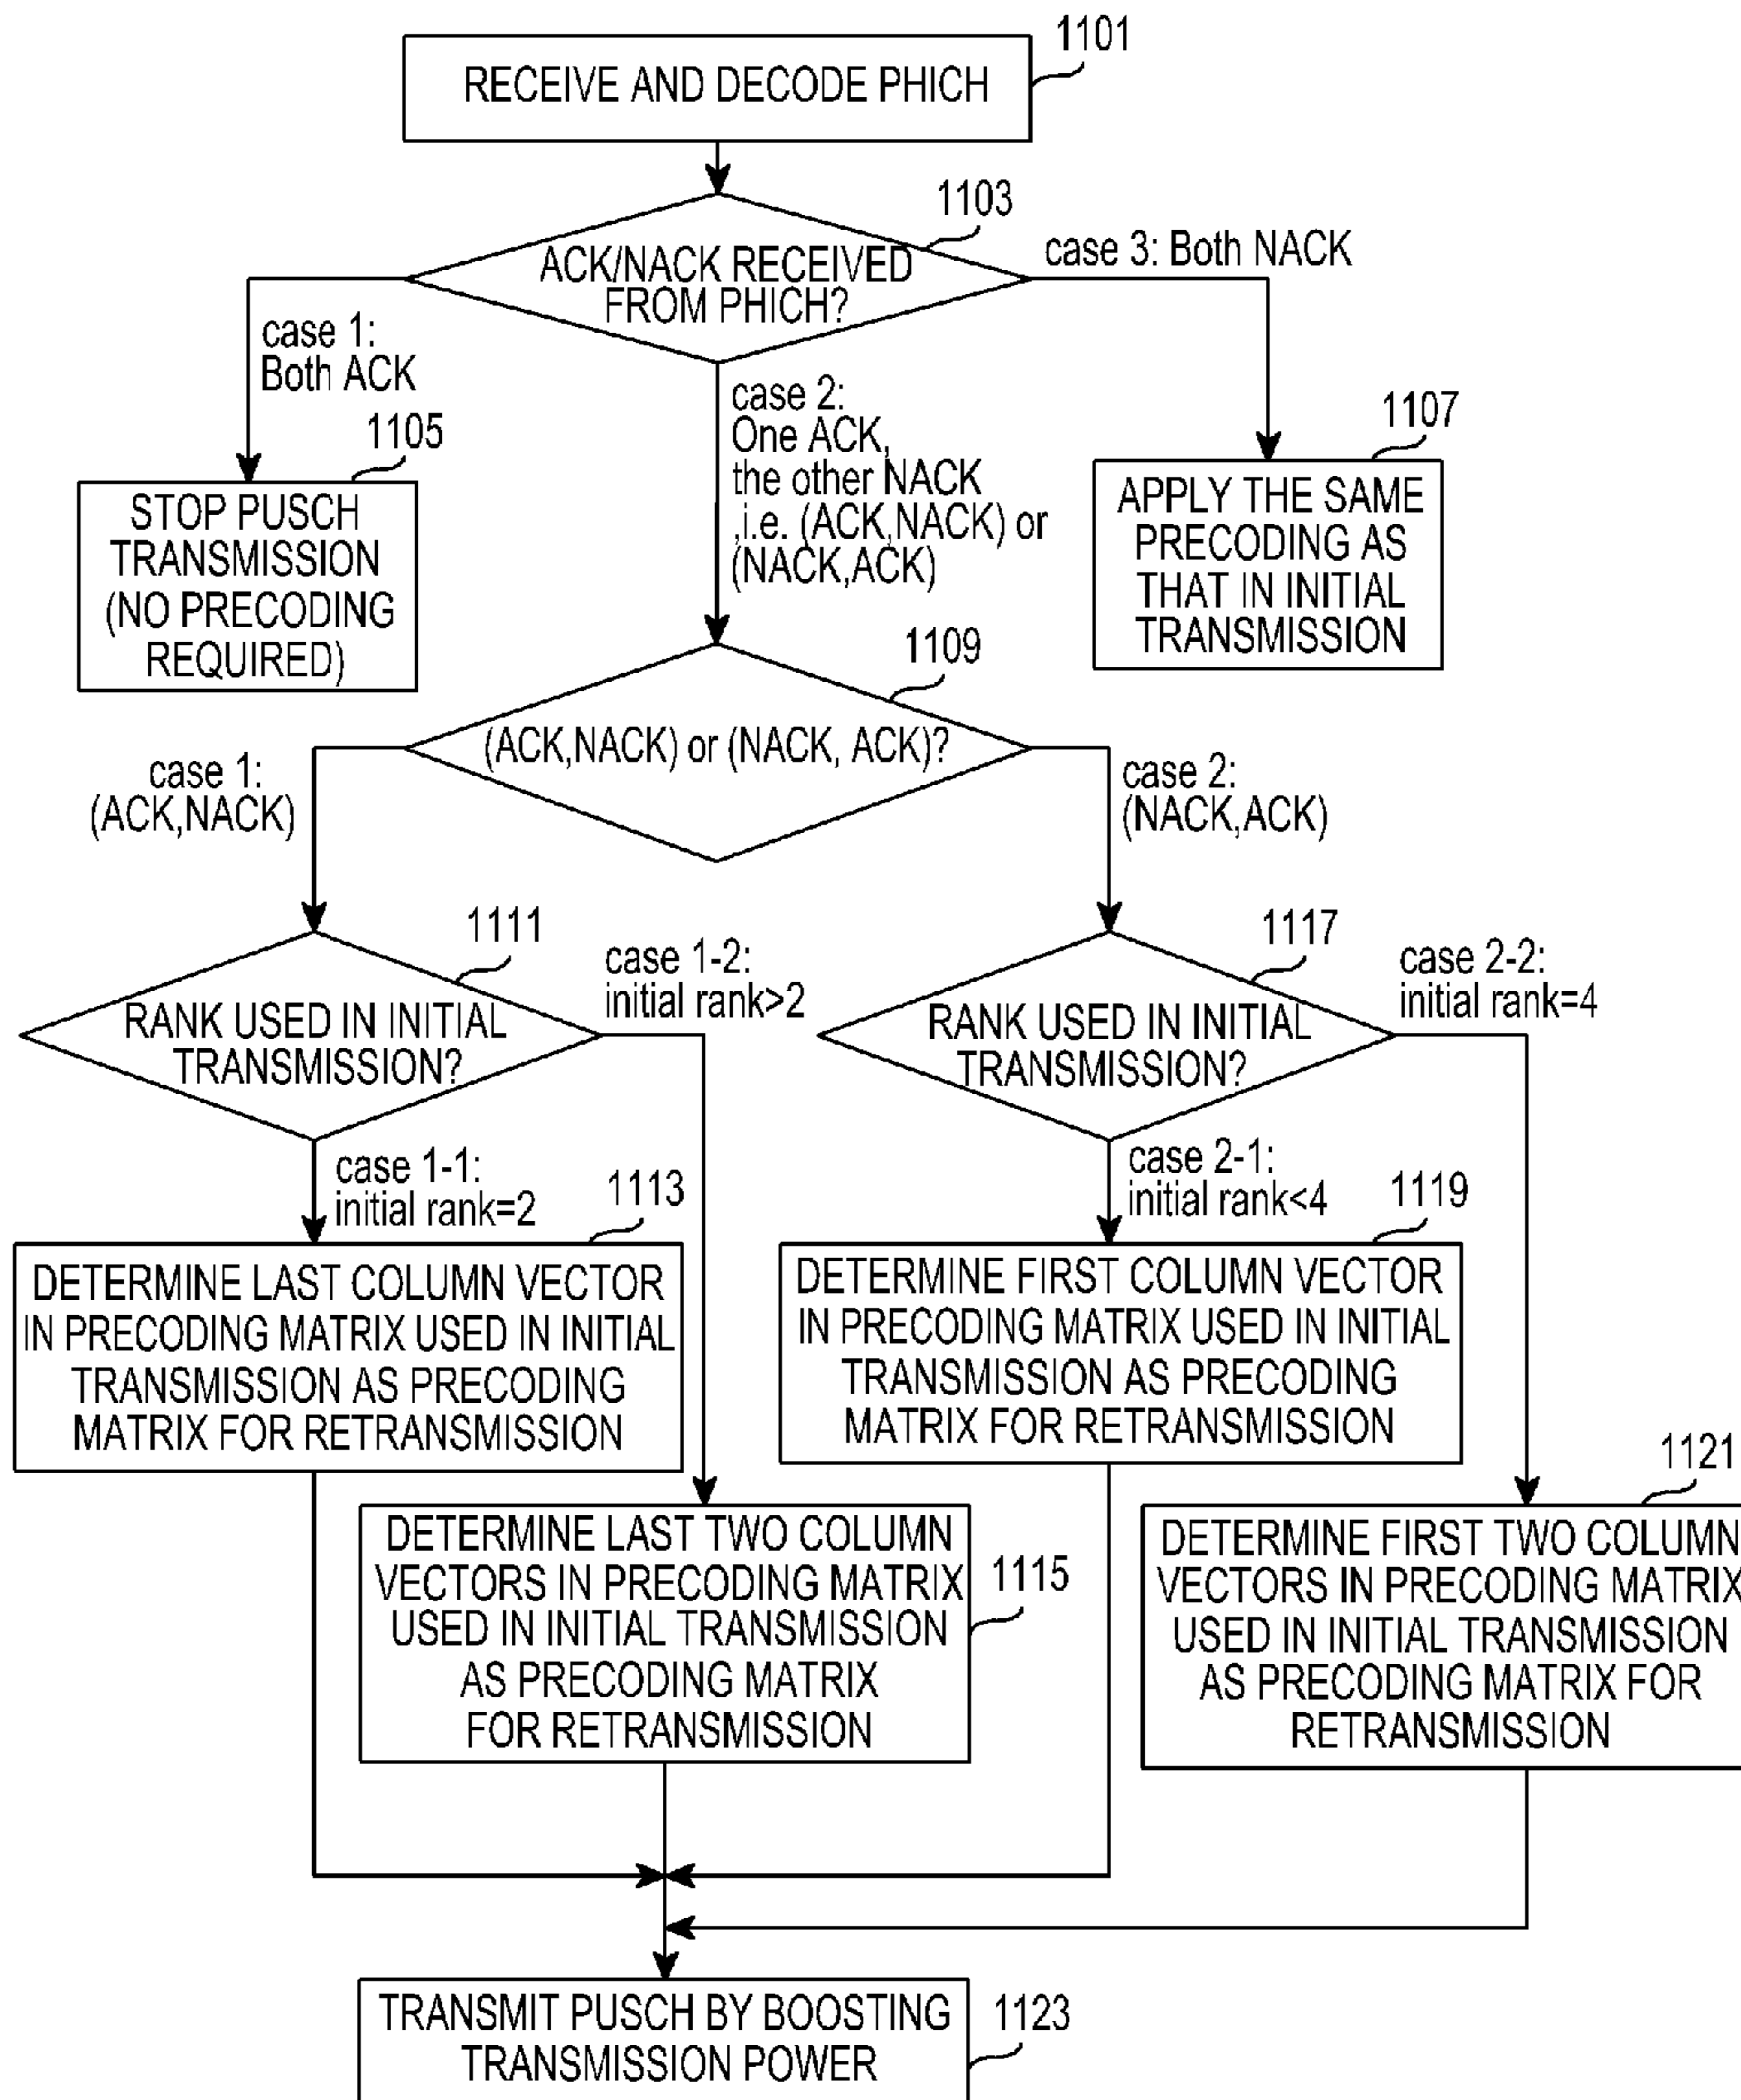 1101
RECEIVE AND DECODE PHICH
1103
ACK/NACK RECEIVED
FROM PHICH?
case 3: Both NACK
case 1:
Both ACK
case 2:
One ACK,
the other NACK
,i.e. (ACK,NACK) or
(NACK,ACK)
1105
STOP PUSCH
TRANSMISSION
(NO PRECODING
REQUIRED)
1107
APPLY THE SAME
PRECODING AS
THAT IN INITIAL
TRANSMISSION
1109
(ACK,NACK) or (NACK, ACK)?
case 1:
(ACK,NACK)
case 2:
(NACK,ACK)
1111
RANK USED IN INITIAL
TRANSMISSION?
case 1-2:
initial rank>2
1117
RANK USED IN INITIAL
TRANSMISSION?
case 2-2:
initial rank=4
case 1-1:
initial rank=2
1113
DETERMINE LAST COLUMN VECTOR
IN PRECODING MATRIX USED IN INITIAL
TRANSMISSION AS PRECODING
MATRIX FOR RETRANSMISSION
case 2-1:
initial rank<4
1119
DETERMINE FIRST COLUMN VECTOR
IN PRECODING MATRIX USED IN INITIAL
TRANSMISSION AS PRECODING
MATRIX FOR RETRANSMISSION
DETERMINE LAST TWO COLUMN
VECTORS IN PRECODING MATRIX
USED IN INITIAL TRANSMISSION
AS PRECODING MATRIX
FOR RETRANSMISSION
1115
1121
DETERMINE FIRST TWO COLUMN
VECTORS IN PRECODING MATRIX
USED IN INITIAL TRANSMISSION
AS PRECODING MATRIX FOR
RETRANSMISSION
TRANSMIT PUSCH BY BOOSTING
TRANSMISSION POWER
1123